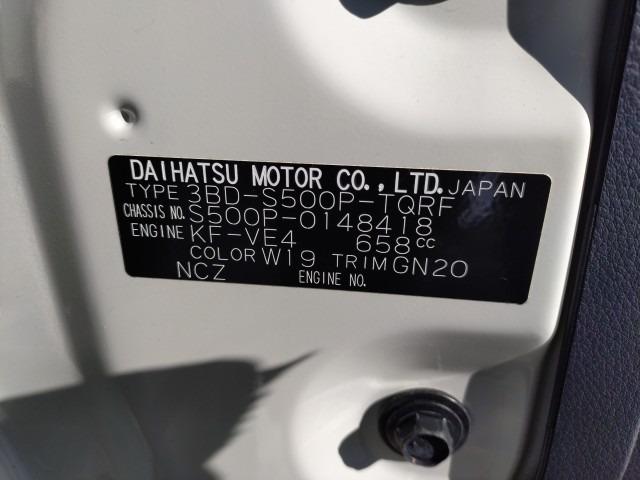 DAIHATSU MOTOR CO., LTD. JAPAN
TYPE 3BD-S500P-TQRF
CHASSIS NO. S500P-0148418
ENGINE KF-VE4 658cc
COLOR W19 TRIM GN20
NCZ ENGINE NO.